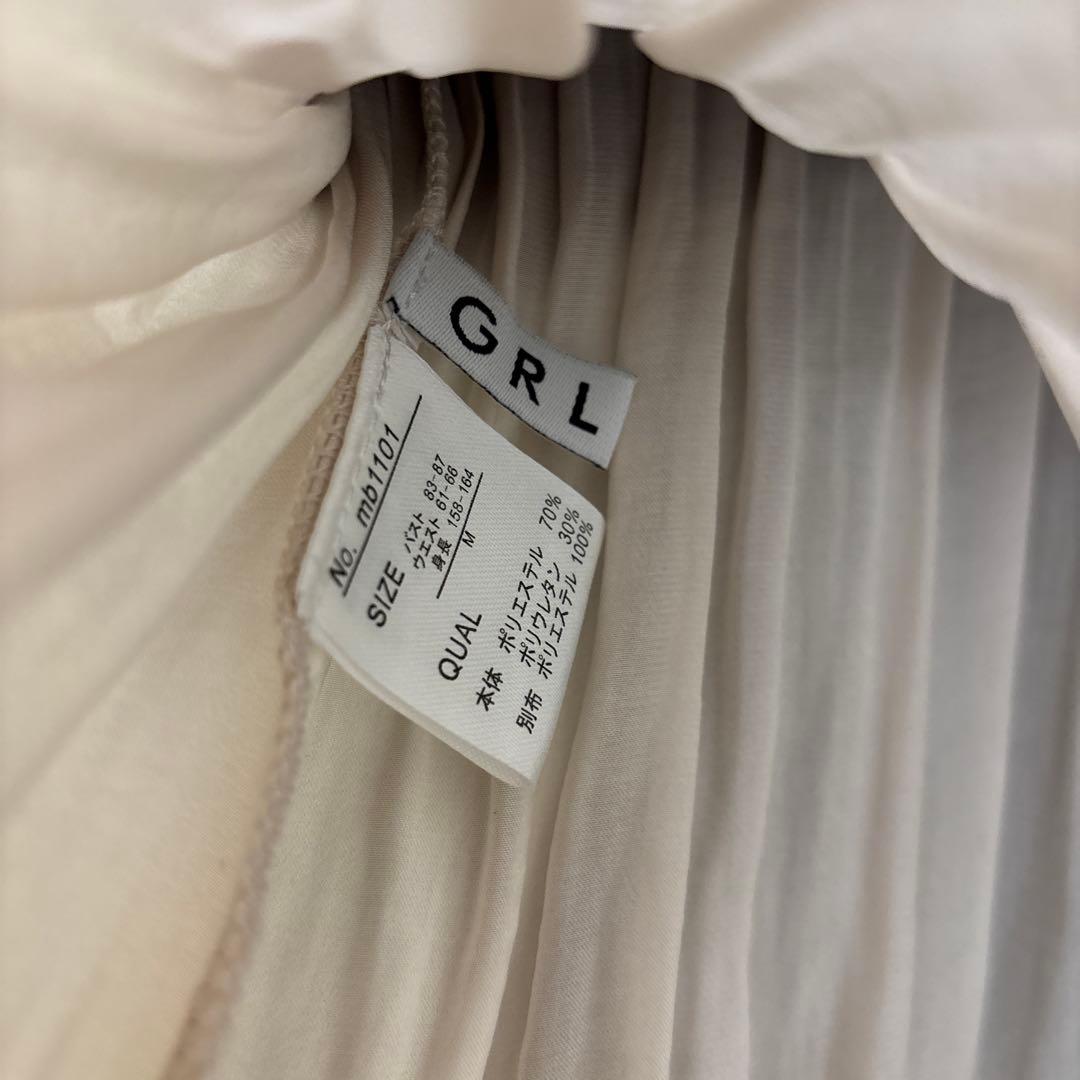 GRL
No. mb1101
SIZE バスト 83-87
ウエスト 61-66
身長 158-164
M
QUAL
本体 ポリエステル 70%
ポリウレタン 30%
別布 ポリエステル 100%